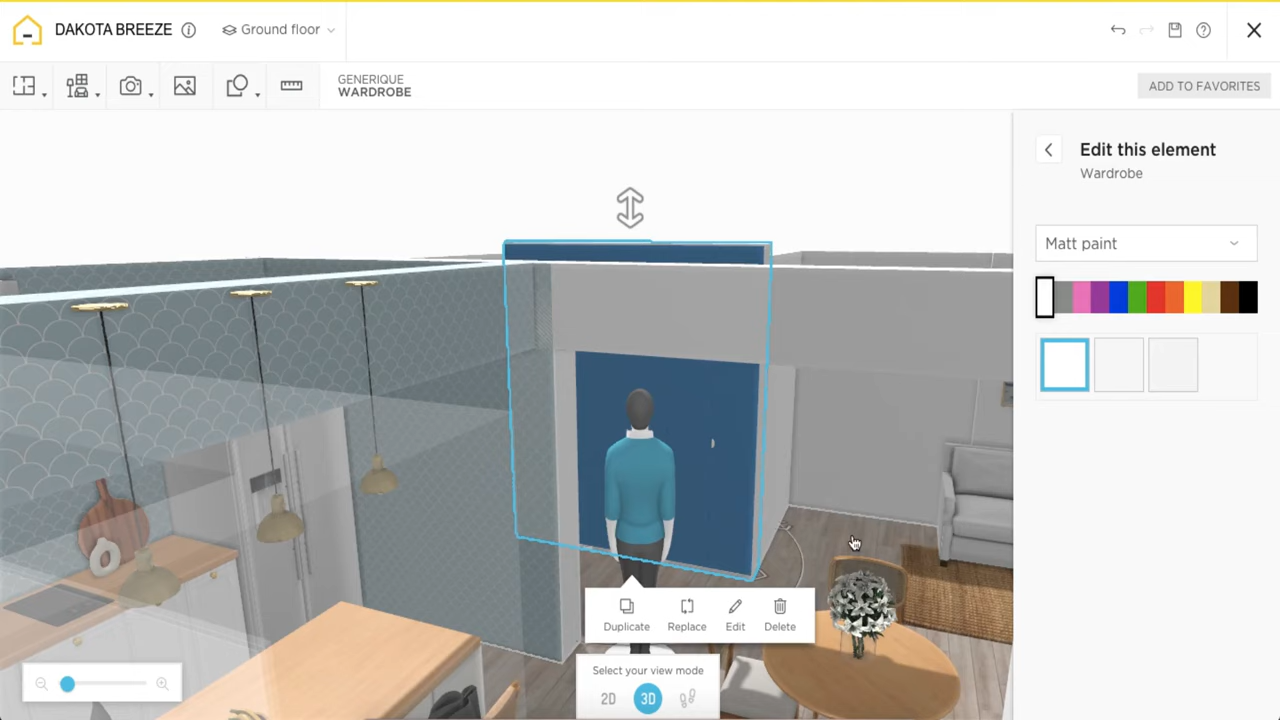 DAKOTA BREEZE
Ground floor
GENERIQUE
WARDROBE
ADD TO FAVORITES
Edit this element
Wardrobe
Matt paint
Duplicate
Replace
Edit
Delete
Select your view mode
2D
3D